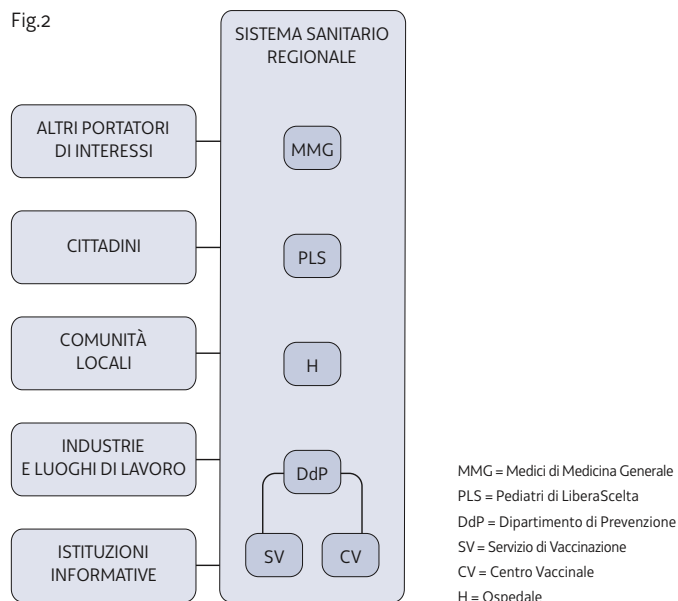 Fig.2
SISTEMA SANITARIO
REGIONALE
ALTRI PORTATORI
DI INTERESSI
MMG
CITTADINI
PLS
COMUNITÀ
LOCALI
H
INDUSTRIE
E LUOGHI DI LAVORO
DdP
ISTITUZIONI
INFORMATIVE
SV
CV
MMG = Medici di Medicina Generale
PLS = Pediatri di LiberaScelta
DdP = Dipartimento di Prevenzione
SV = Servizio di Vaccinazione
CV = Centro Vaccinale
H = Ospedale